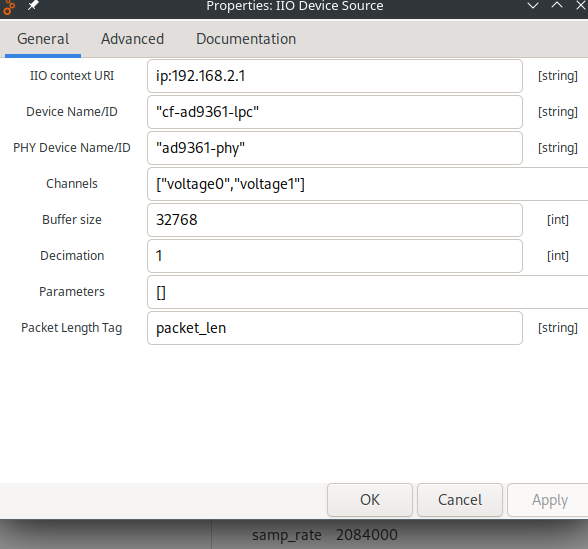 Properties: IIO Device Source
General Advanced Documentation
IIO context URI ip:192.168.2.1 [string]
Device Name/ID "cf-ad9361-lpc" [string]
PHY Device Name/ID "ad9361-phy" [string]
Channels ["voltage0","voltage1"]
Buffer size 32768 [int]
Decimation 1 [int]
Parameters []
Packet Length Tag packet_len [string]
OK Cancel Apply
samp_rate 2084000